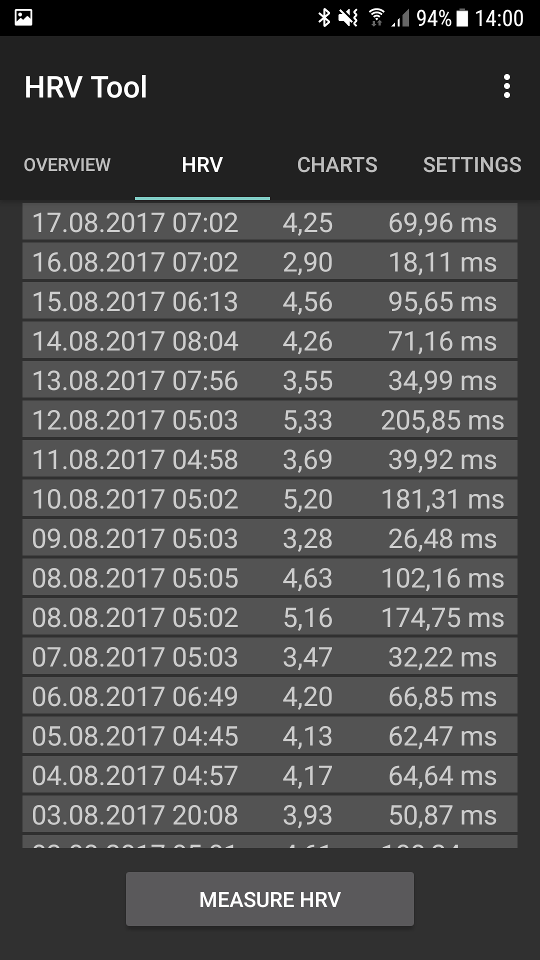 94% 14:00
HRV Tool
OVERVIEW HRV CHARTS SETTINGS
17.08.2017 07:02 4,25 69,96 ms
16.08.2017 07:02 2,90 18,11 ms
15.08.2017 06:13 4,56 95,65 ms
14.08.2017 08:04 4,26 71,16 ms
13.08.2017 07:56 3,55 34,99 ms
12.08.2017 05:03 5,33 205,85 ms
11.08.2017 04:58 3,69 39,92 ms
10.08.2017 05:02 5,20 181,31 ms
09.08.2017 05:03 3,28 26,48 ms
08.08.2017 05:05 4,63 102,16 ms
08.08.2017 05:02 5,16 174,75 ms
07.08.2017 05:03 3,47 32,22 ms
06.08.2017 06:49 4,20 66,85 ms
05.08.2017 04:45 4,13 62,47 ms
04.08.2017 04:57 4,17 64,64 ms
03.08.2017 20:08 3,93 50,87 ms
MEASURE HRV